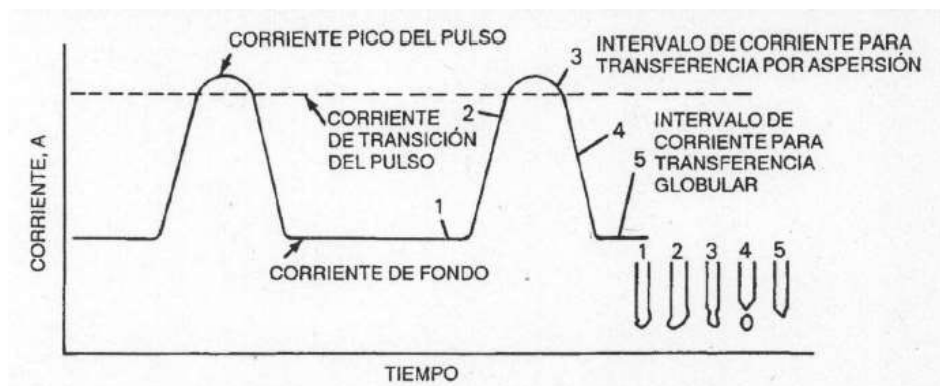 CORRIENTE PICO DEL PULSO
3
INTERVALO DE CORRIENTE PARA
TRANSFERENCIA POR ASPERSIÓN
CORRIENTE
DE TRANSICIÓN
DEL PULSO
2
4
INTERVALO DE
CORRIENTE PARA
5 TRANSFERENCIA
GLOBULAR
1
CORRIENTE DE FONDO
1 2 3 4 5
CORRIENTE, A
TIEMPO